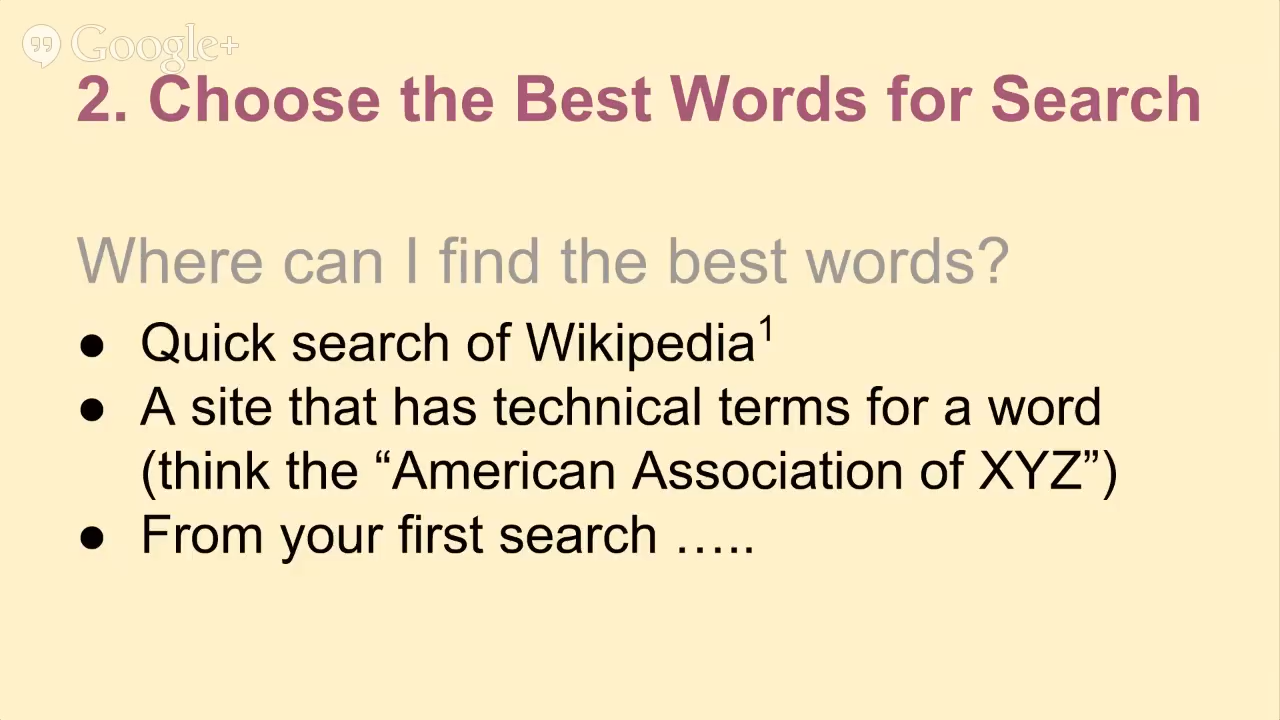 Google+
2. Choose the Best Words for Search
Where can I find the best words?
● Quick search of Wikipedia¹
● A site that has technical terms for a word
(think the “American Association of XYZ”)
● From your first search …..